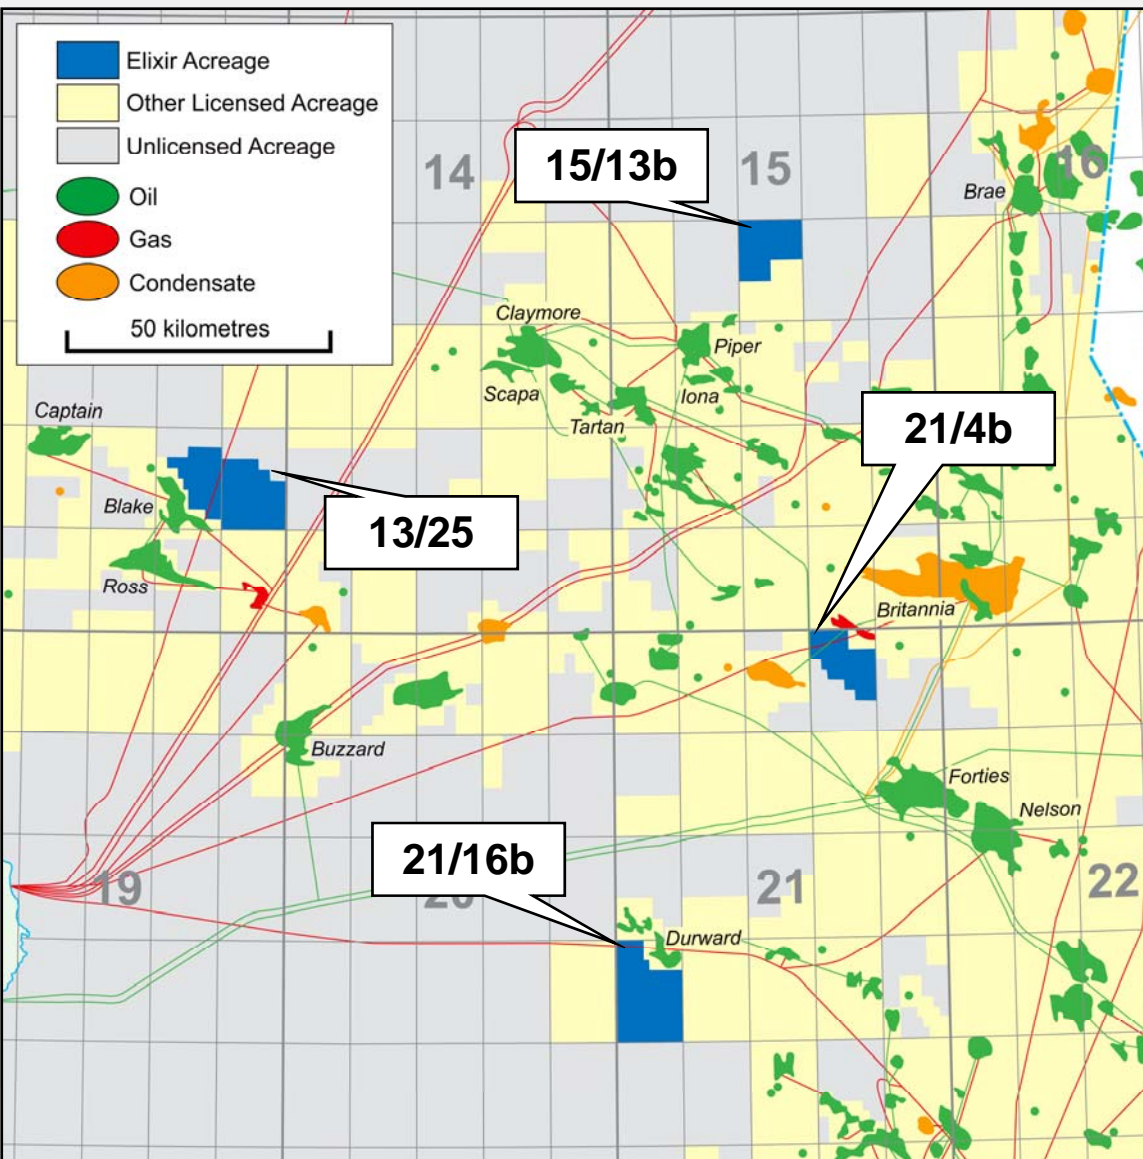 Elixir Acreage
Other Licensed Acreage
Unlicensed Acreage
Oil
Gas
Condensate
50 kilometres
14
15/13b
15
16
Brae
Claymore
Piper
Scapa
Iona
Tartan
Captain
21/4b
Blake
13/25
Ross
Britannia
Buzzard
Forties
Nelson
21/16b
19
21
22
Durward